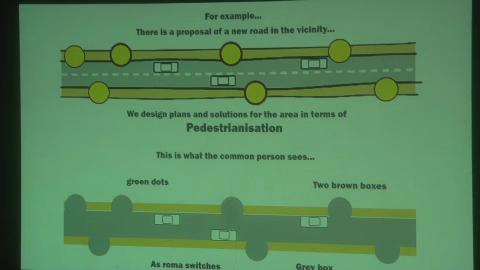 For example...
There is a proposal of a new road in the vicinity...
We design plans and solutions for the area in terms of
Pedestrianisation
This is what the common person sees...
green dots
Two brown boxes
As roma switches
Grey box